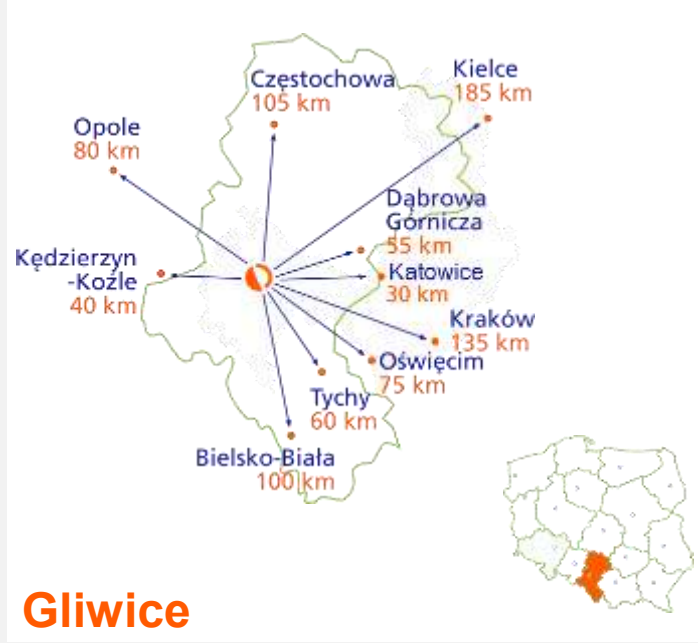 Częstochowa
105 km
Kielce
185 km
Opole
80 km
Dąbrowa
Górnicza
55 km
Kędzierzyn
-Koźle
40 km
Katowice
30 km
Kraków
135 km
Oświęcim
75 km
Tychy
60 km
Bielsko-Biała
100 km
Gliwice